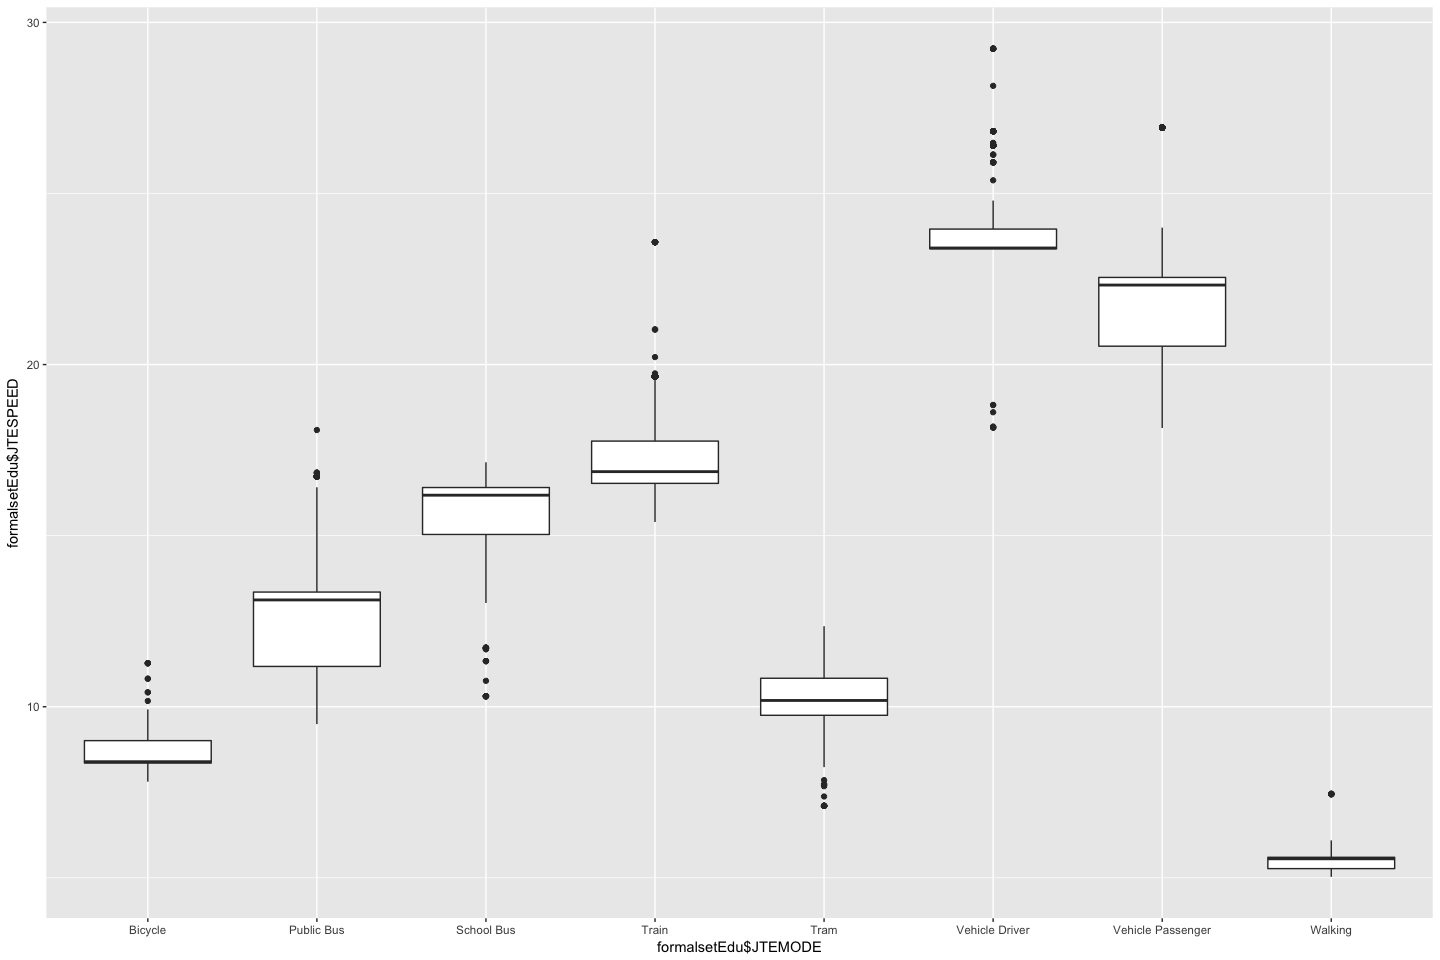 30
20
10
formalsetEdu$JTESPEED
Bicycle
Public Bus
School Bus
Train
Tram
Vehicle Driver
Vehicle Passenger
Walking
formalsetEdu$JTEMODE